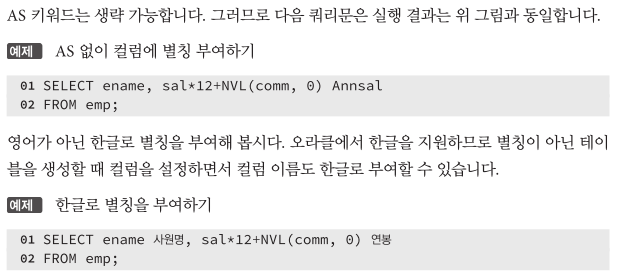 AS 키워드는 생략 가능합니다. 그러므로 다음 쿼리문은 실행 결과는 위 그림과 동일합니다.
예제 AS 없이 컬럼에 별칭 부여하기
01 SELECT ename, sal*12+NVL(comm, 0) Annsal
02 FROM emp;
영어가 아닌 한글로 별칭을 부여해 봅시다. 오라클에서 한글을 지원하므로 별칭이 아닌 테이
블을 생성할 때 컬럼을 설정하면서 컬럼 이름도 한글로 부여할 수 있습니다.
예제 한글로 별칭을 부여하기
01 SELECT ename 사원명, sal*12+NVL(comm, 0) 연봉
02 FROM emp;